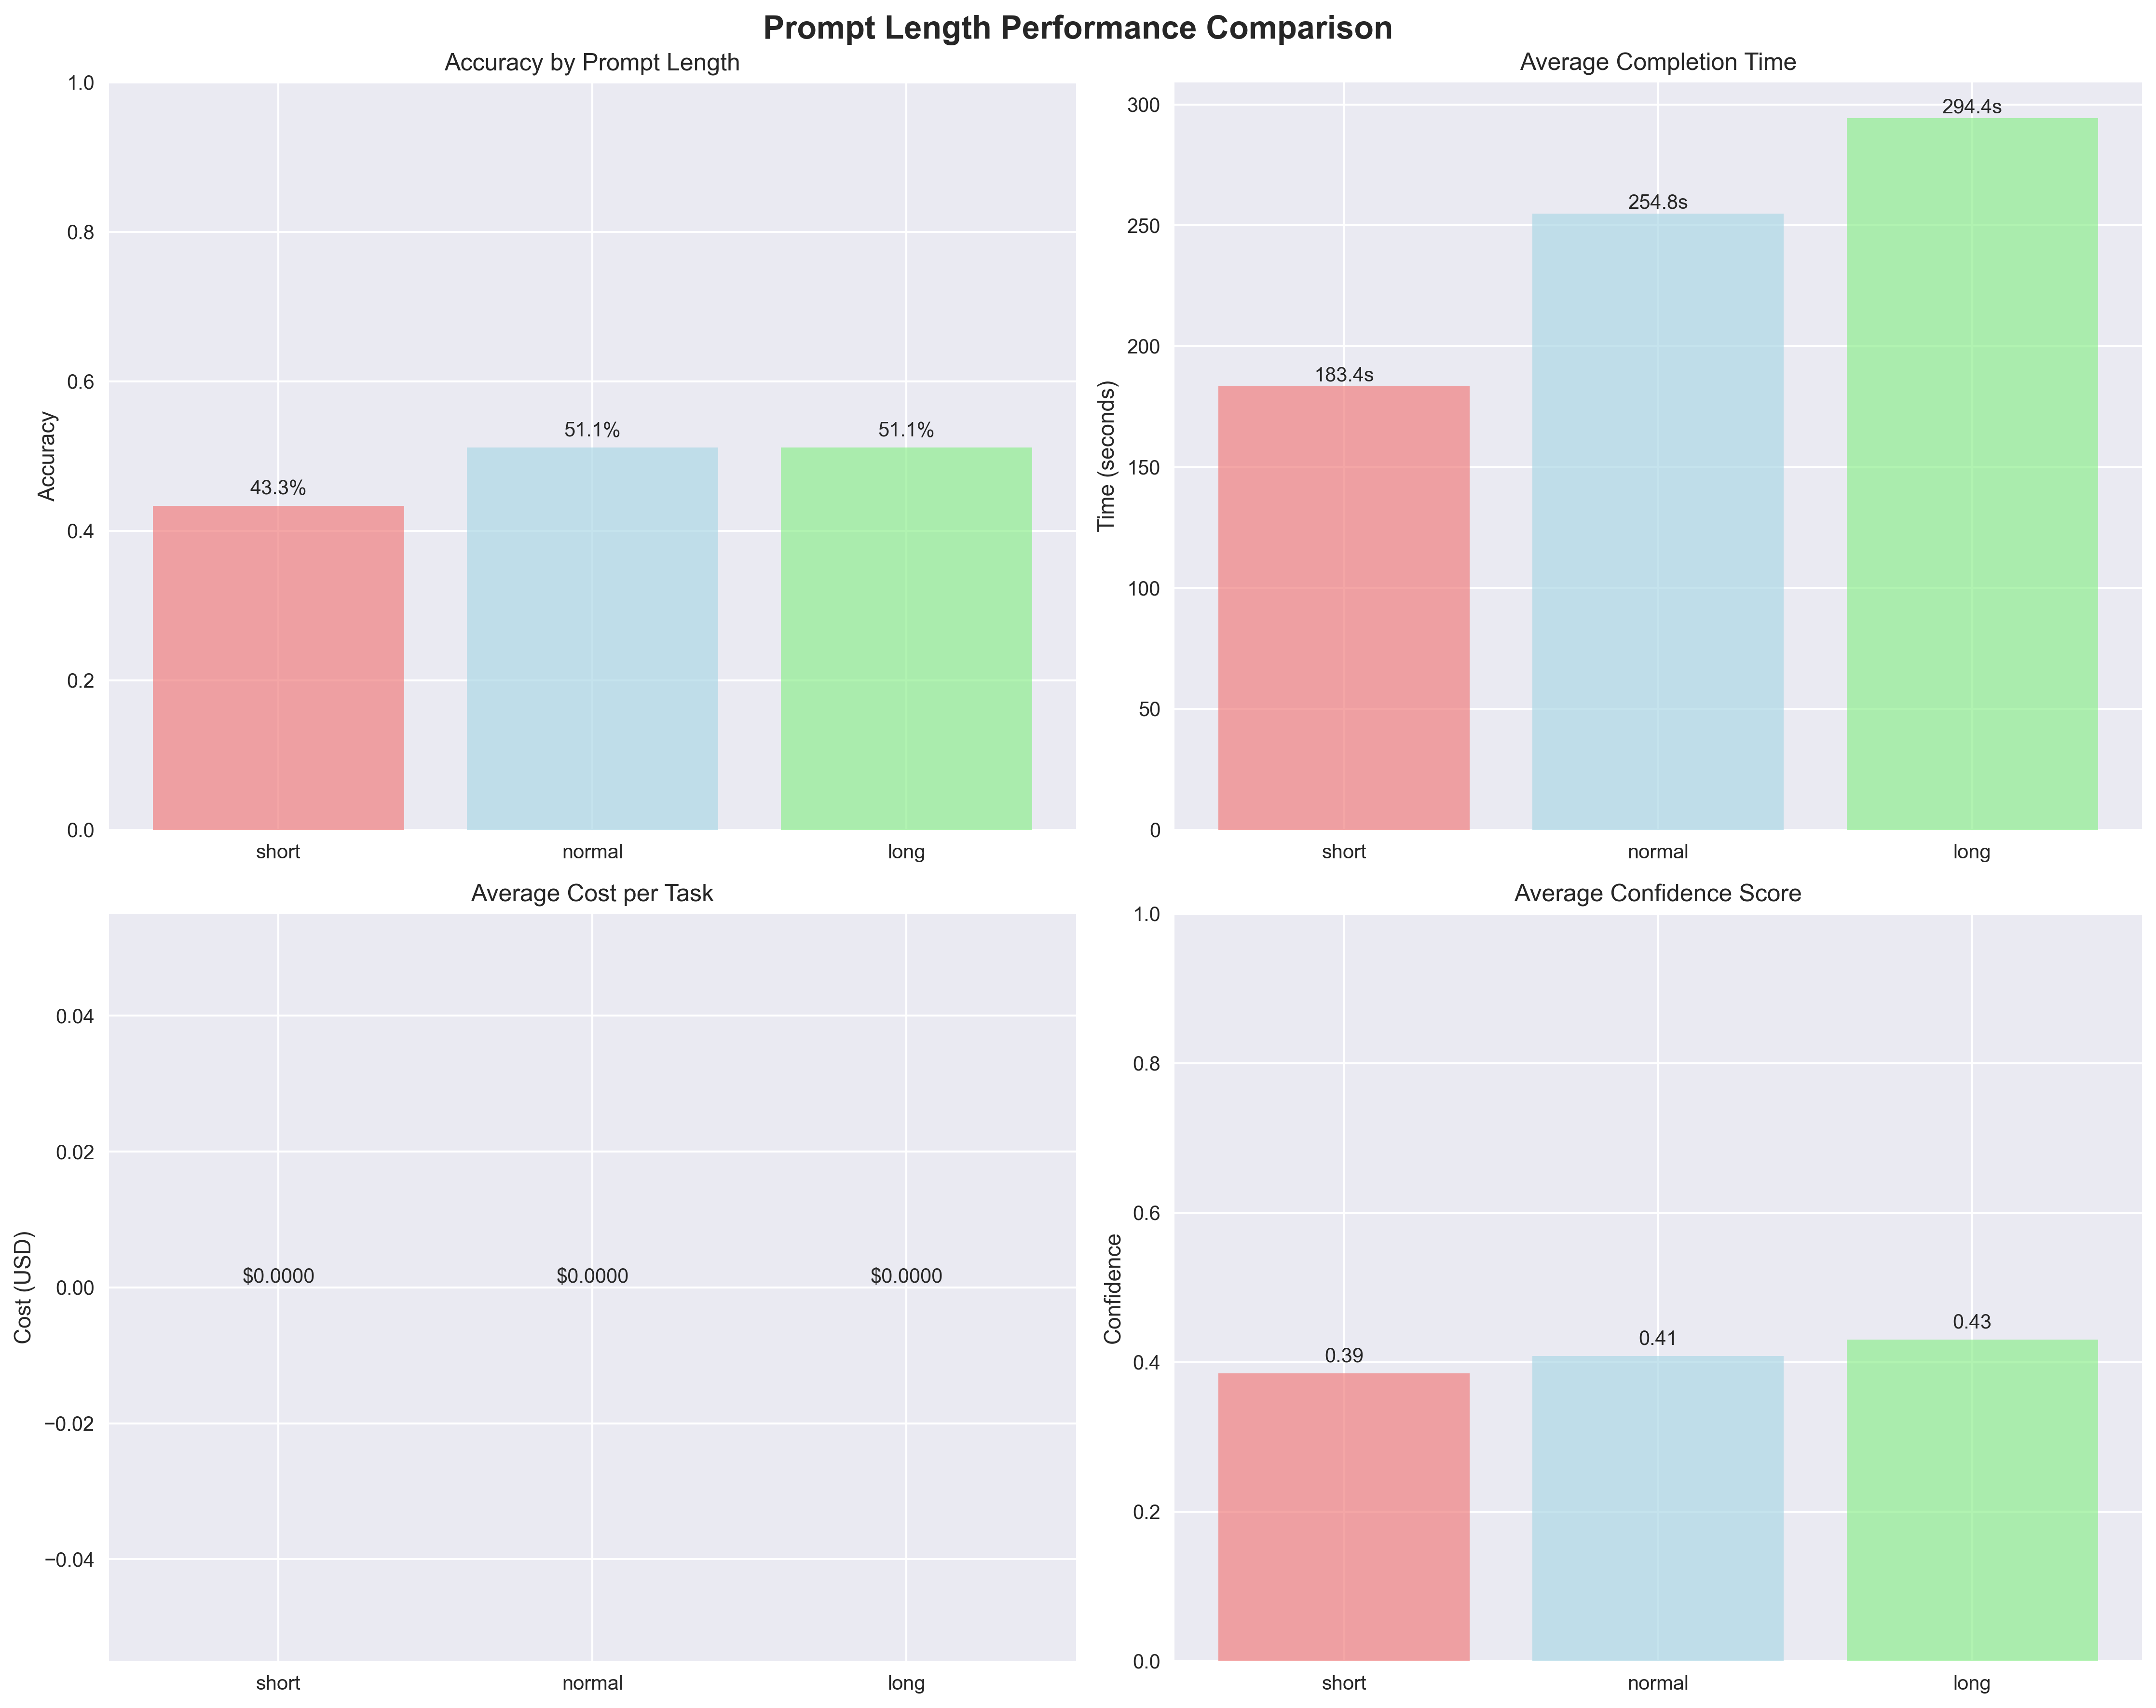 Prompt Length Performance Comparison
Accuracy by Prompt Length
1.0
0.8
0.6
0.4
0.2
0.0
Accuracy
43.3%
51.1%
51.1%
short
normal
long
Average Completion Time
300
250
200
150
100
50
0
Time (seconds)
183.4s
254.8s
294.4s
short
normal
long
Average Cost per Task
0.04
0.02
0.00
−0.02
−0.04
Cost (USD)
$0.0000
$0.0000
$0.0000
short
normal
long
Average Confidence Score
1.0
0.8
0.6
0.4
0.2
0.0
Confidence
0.39
0.41
0.43
short
normal
long